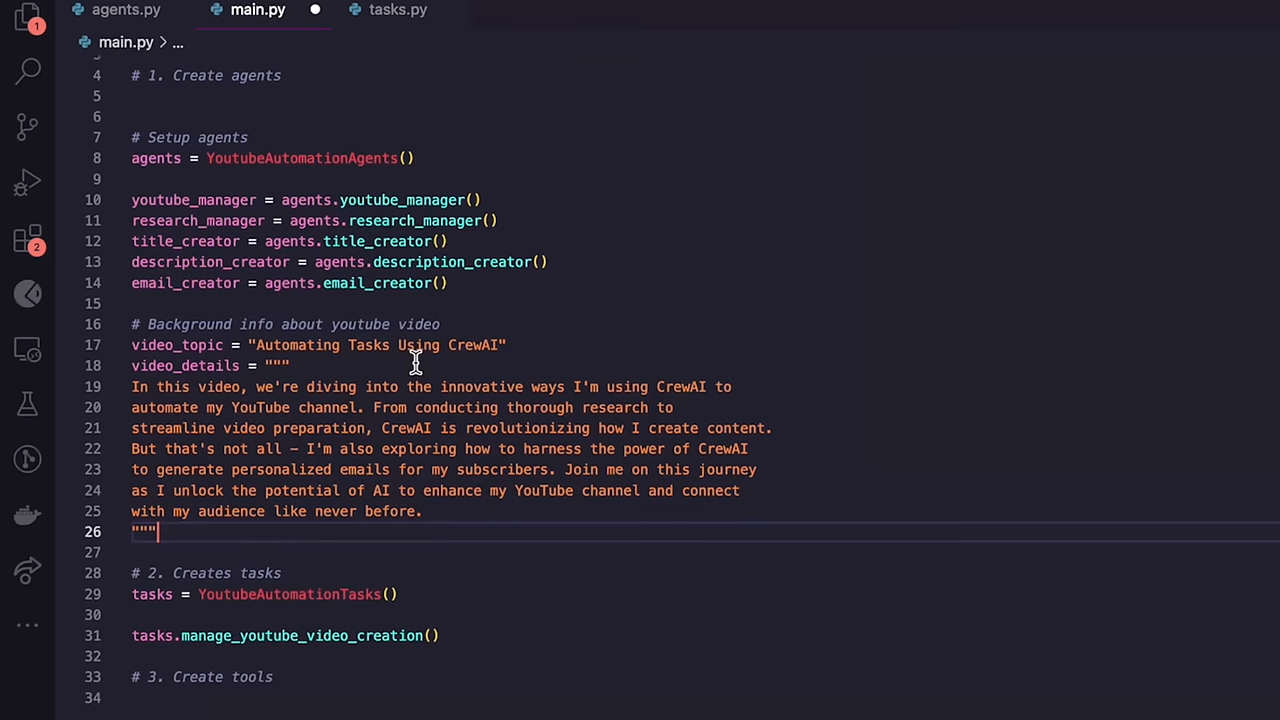 agents.py main.py tasks.py
1
main.py > ...
3
4 # 1. Create agents
5
6
7 # Setup agents
8 agents = YoutubeAutomationAgents()
9
10 youtube_manager = agents.youtube_manager()
11 research_manager = agents.research_manager()
12 title_creator = agents.title_creator()
13 description_creator = agents.description_creator()
2
14 email_creator = agents.email_creator()
15
16 # Background info about youtube video
17 video_topic = "Automating Tasks Using CrewAI"
18 video_details = """
19 In this video, we're diving into the innovative ways I'm using CrewAI to
20 automate my YouTube channel. From conducting thorough research to
21 streamline video preparation, CrewAI is revolutionizing how I create content.
22 But that's not all – I'm also exploring how to harness the power of CrewAI
23 to generate personalized emails for my subscribers. Join me on this journey
24 as I unlock the potential of AI to enhance my YouTube channel and connect
25 with my audience like never before.
26 """
27
28 # 2. Creates tasks
29 tasks = YoutubeAutomationTasks()
30
31 tasks.manage_youtube_video_creation()
32
33 # 3. Create tools
34